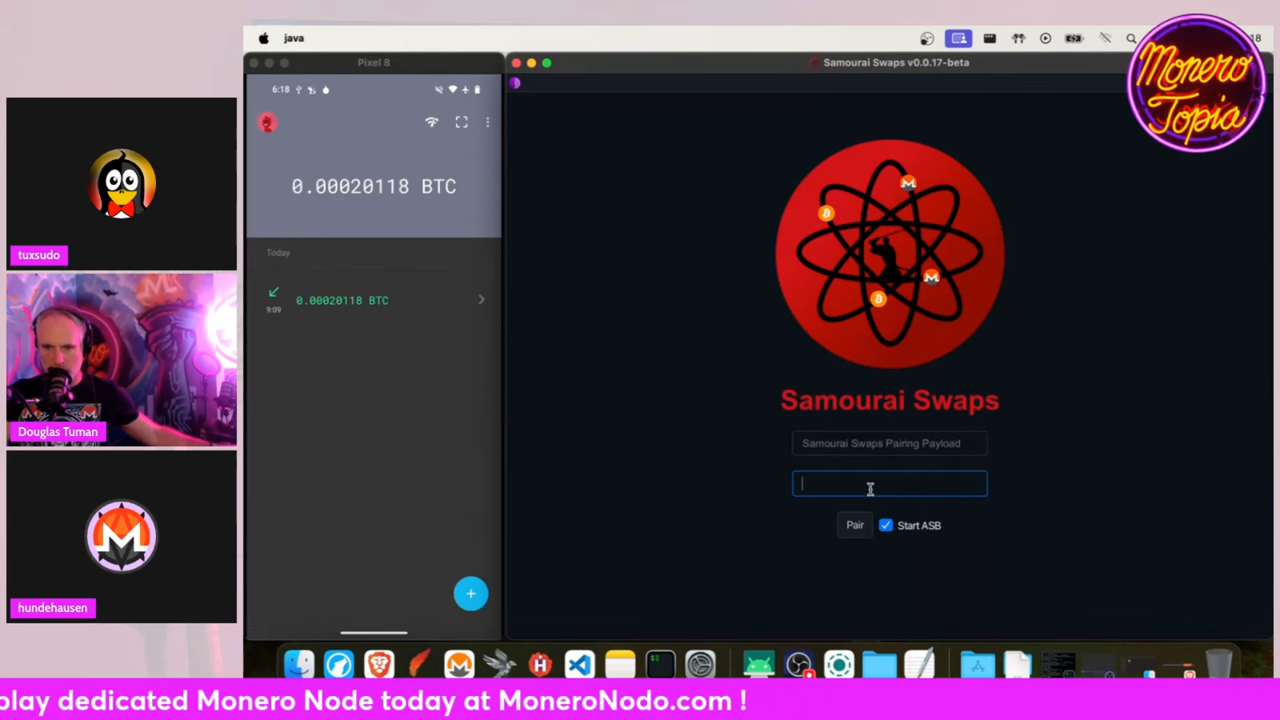 tuxsudo
Douglas Tuman
hundehausen
java
Pixel 8
6:18
0.00020118 BTC
Today
0.00020118 BTC
9:09
+
Samourai Swaps v0.0.17-beta
18
Monero
Topia
Samourai Swaps
Samourai Swaps Pairing Payload
Pair
Start ASB
play dedicated Monero Node today at MoneroNodo.com !